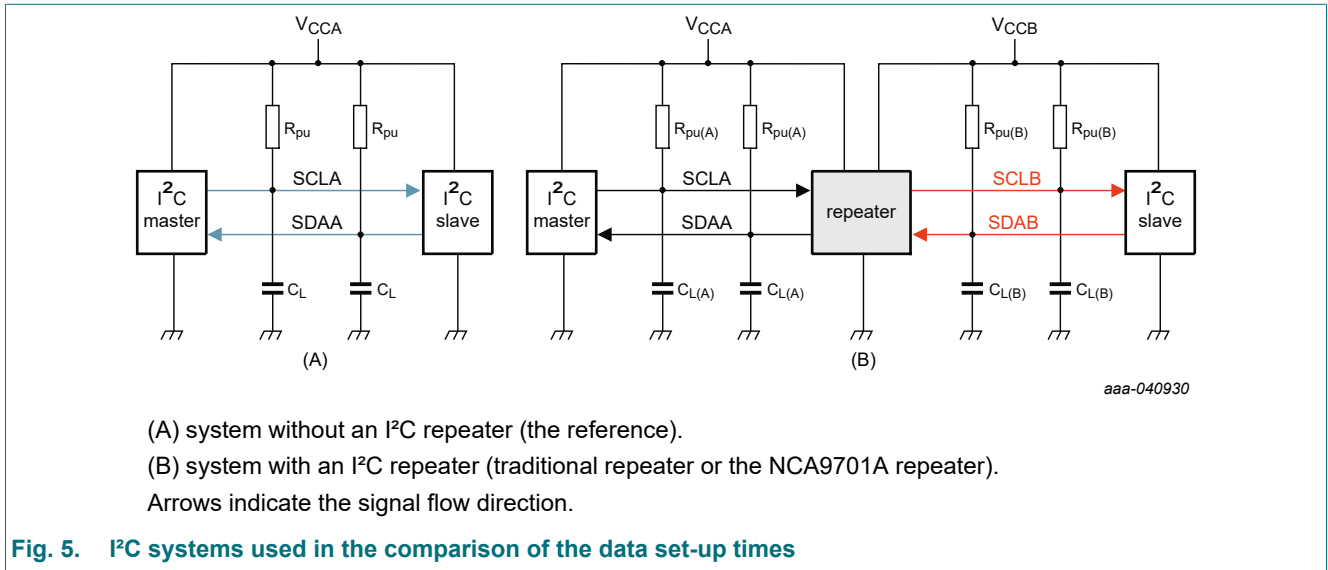 VCCA
VCCA
VCCB
Rpu
Rpu
Rpu(A)
Rpu(A)
Rpu(B)
Rpu(B)
I²C
master
SCLA
SDAA
I²C
slave
I²C
master
SCLA
SDAA
repeater
SCLB
SDAB
I²C
slave
CL
CL
CL(A)
CL(A)
CL(B)
CL(B)
(A)
(B)
aaa-040930
(A) system without an I²C repeater (the reference).
(B) system with an I²C repeater (traditional repeater or the NCA9701A repeater).
Arrows indicate the signal flow direction.
Fig. 5. I²C systems used in the comparison of the data set-up times